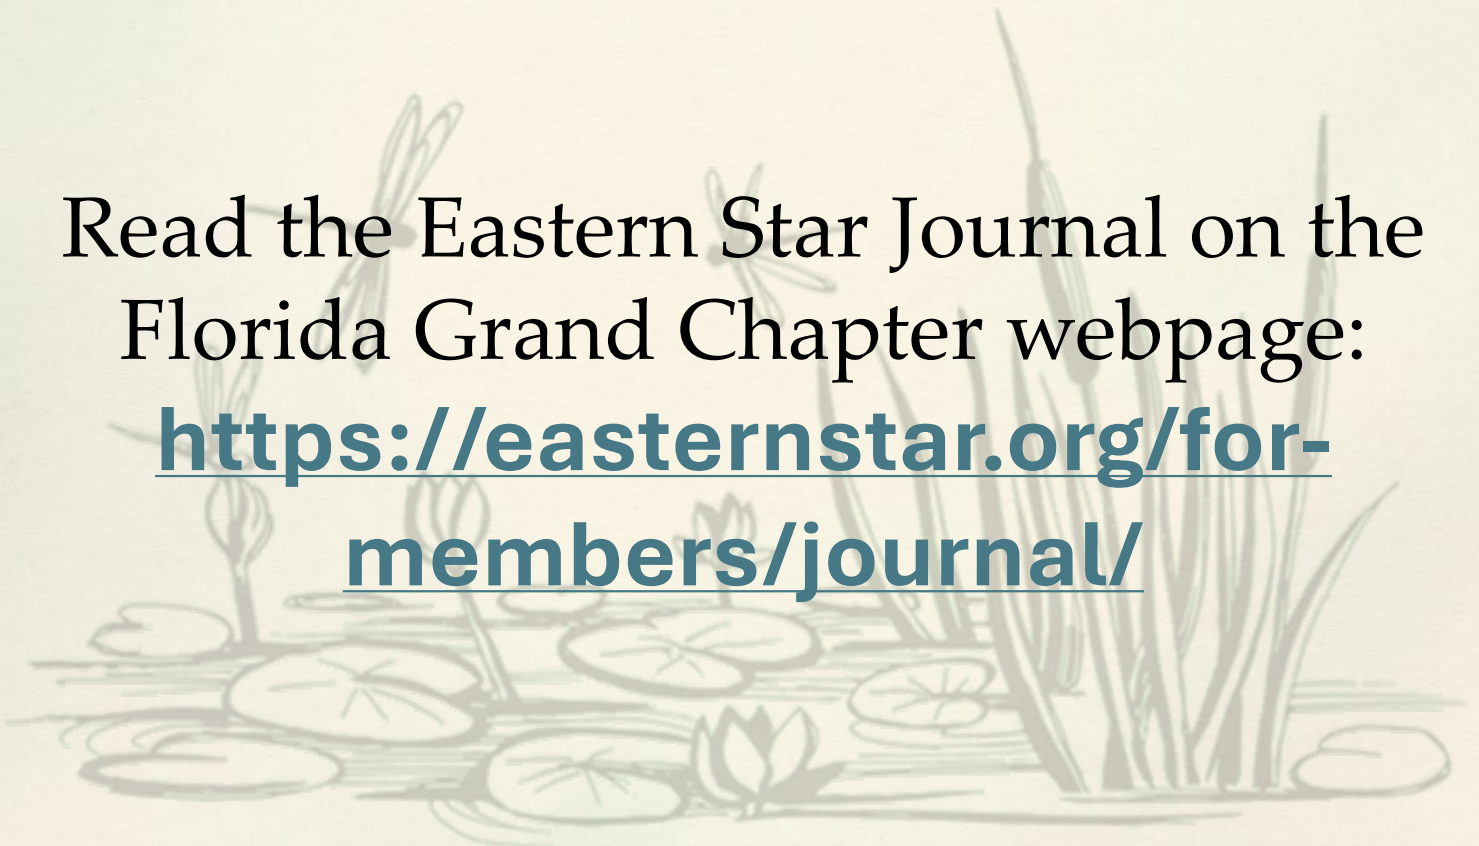 Read the Eastern Star Journal on the
Florida Grand Chapter webpage:
https://easternstar.org/for-
members/journal/